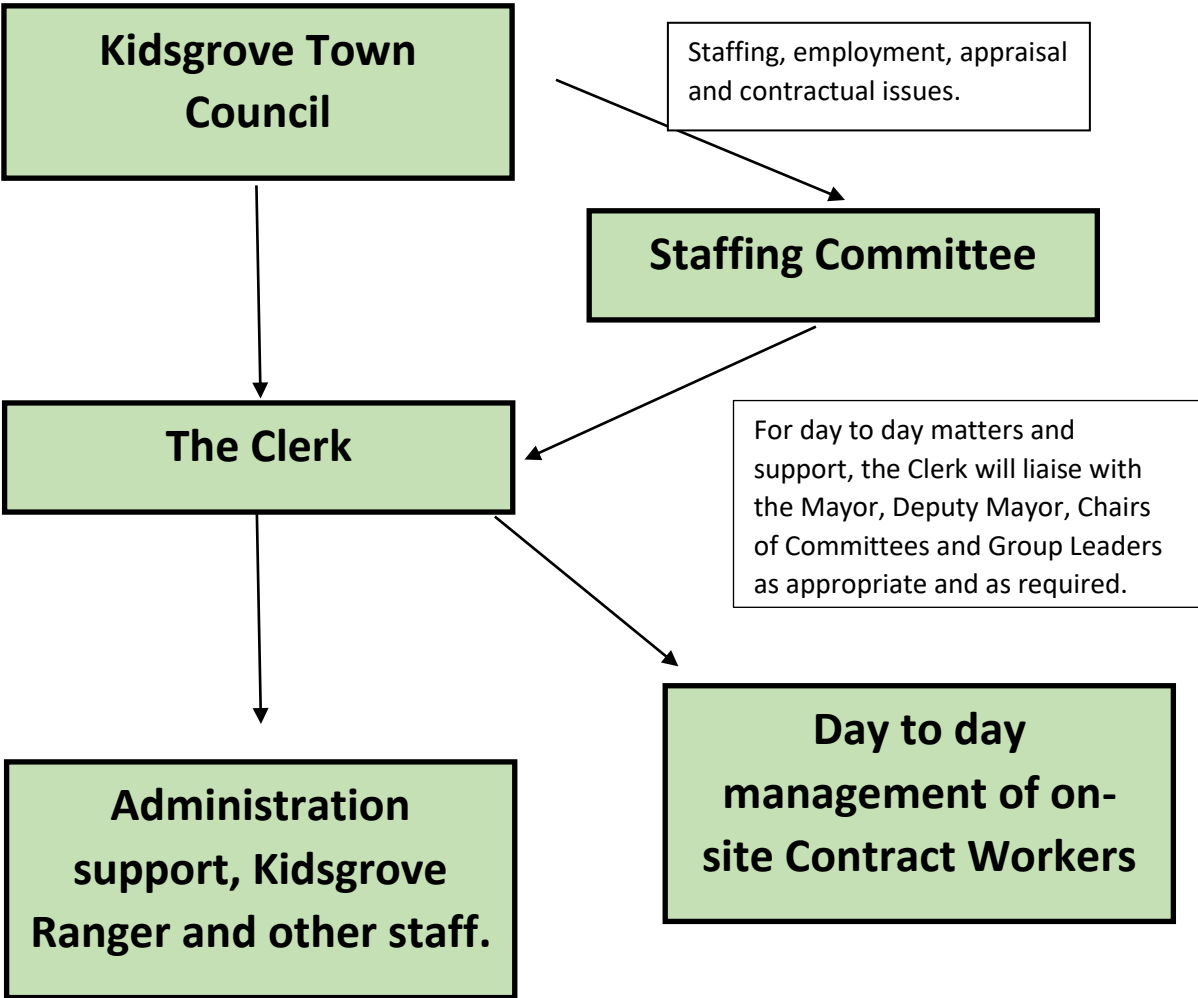 Kidsgrove Town
Council
Staffing, employment, appraisal
and contractual issues.
Staffing Committee
The Clerk
For day to day matters and
support, the Clerk will liaise with
the Mayor, Deputy Mayor, Chairs
of Committees and Group Leaders
as appropriate and as required.
Day to day
management of on-
site Contract Workers
Administration
support, Kidsgrove
Ranger and other staff.